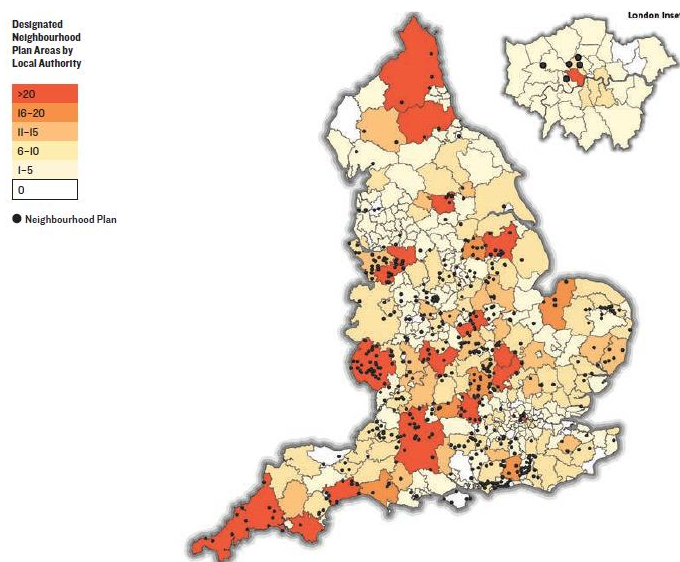 Designated
Neighbourhood
Plan Areas by
Local Authority
>20
16–20
11–15
6–10
1–5
0
Neighbourhood Plan
London Inset